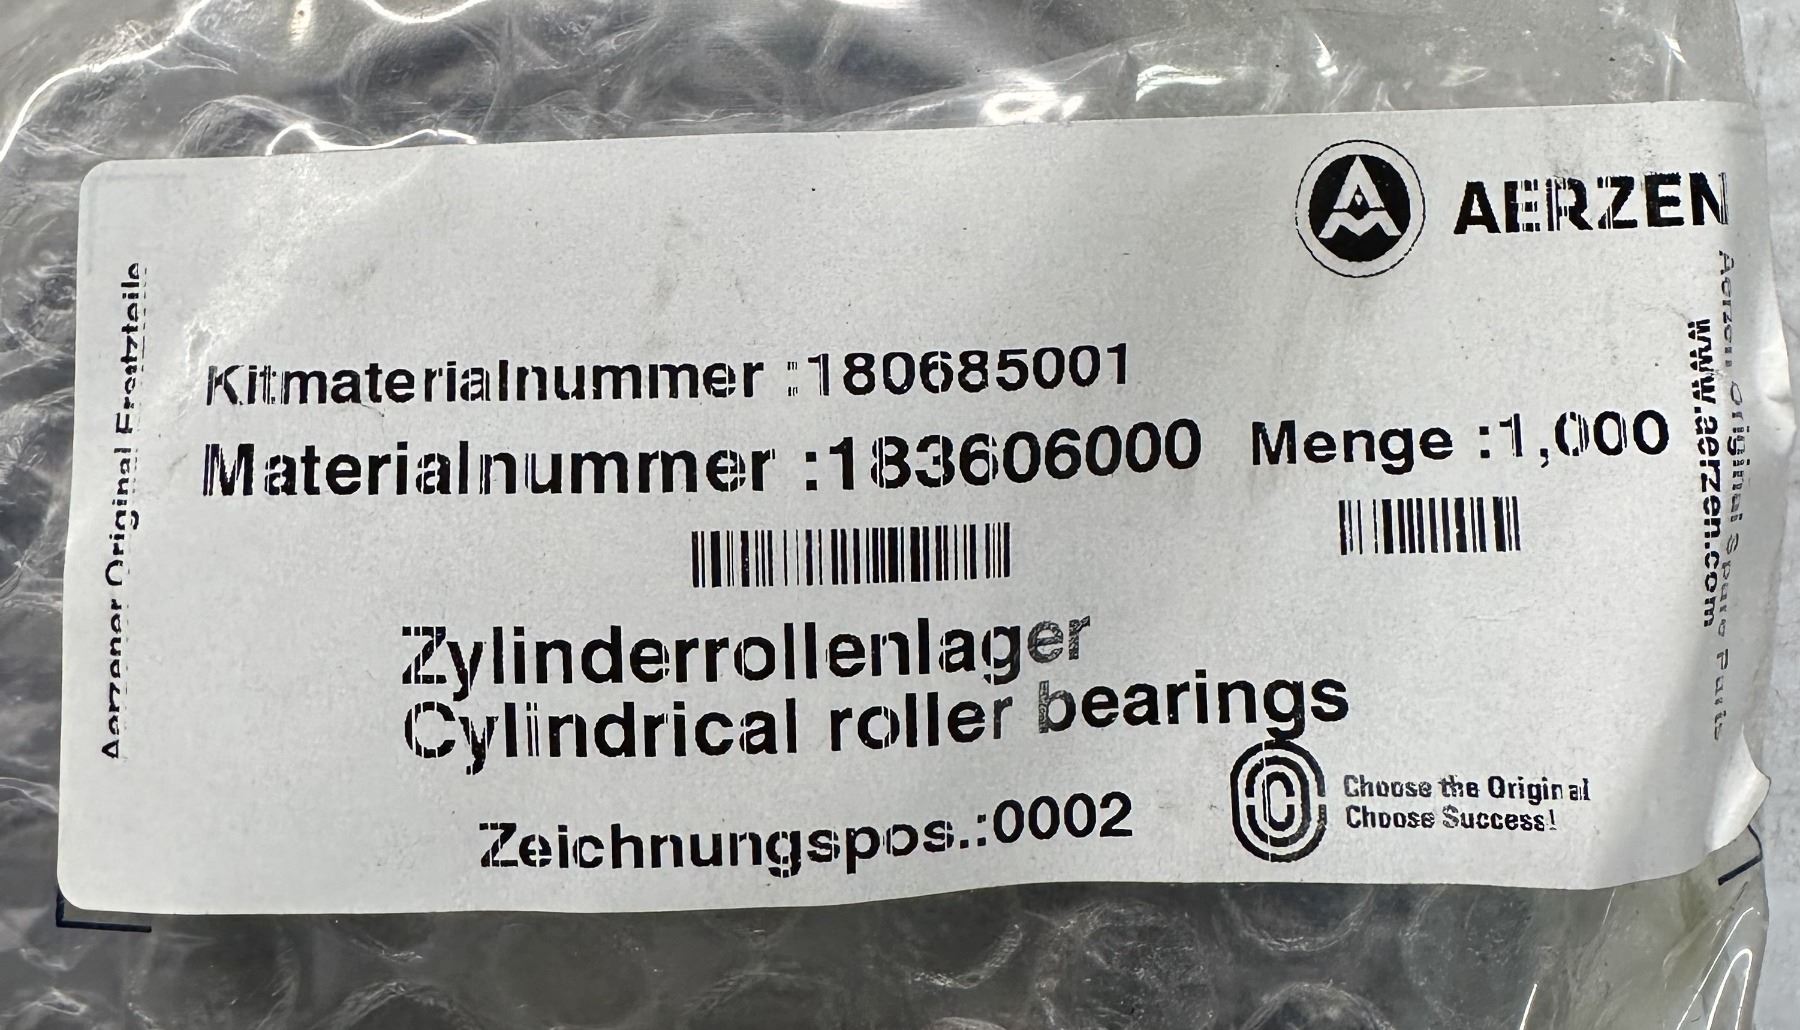 AERZEN
Kitmaterialnummer :180685001
Materialnummer :183606000
Menge :1,000
Zylinderrollenlager
Cylindrical roller bearings
Zeichnungspos.:0002
Choose the Original
Choose Success!
Aerzener Original Ersatzteile
www.aerzen.com
Aerzen Original Spare Parts